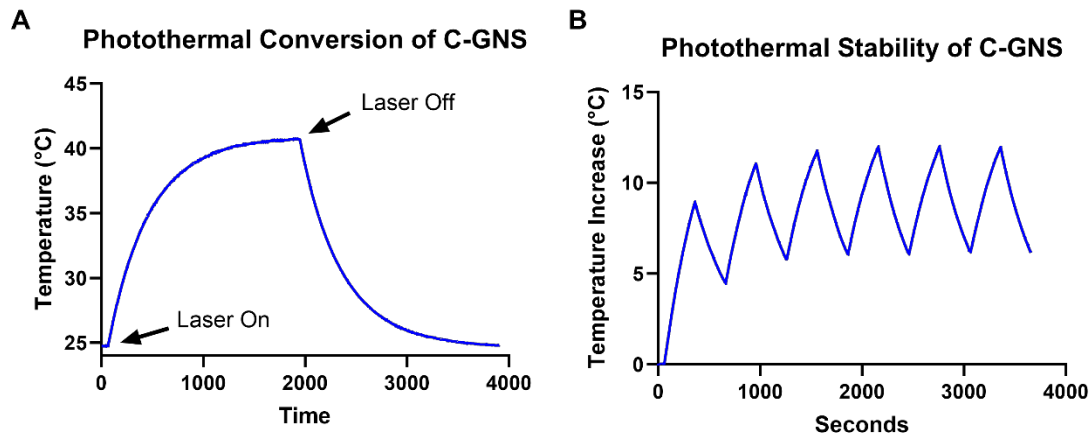 A
Photothermal Conversion of C-GNS
45
40
35
30
25
Temperature (°C)
Laser Off
Laser On
0
1000
2000
3000
4000
Time
B
Photothermal Stability of C-GNS
15
10
5
0
Temperature Increase (°C)
0
1000
2000
3000
4000
Seconds